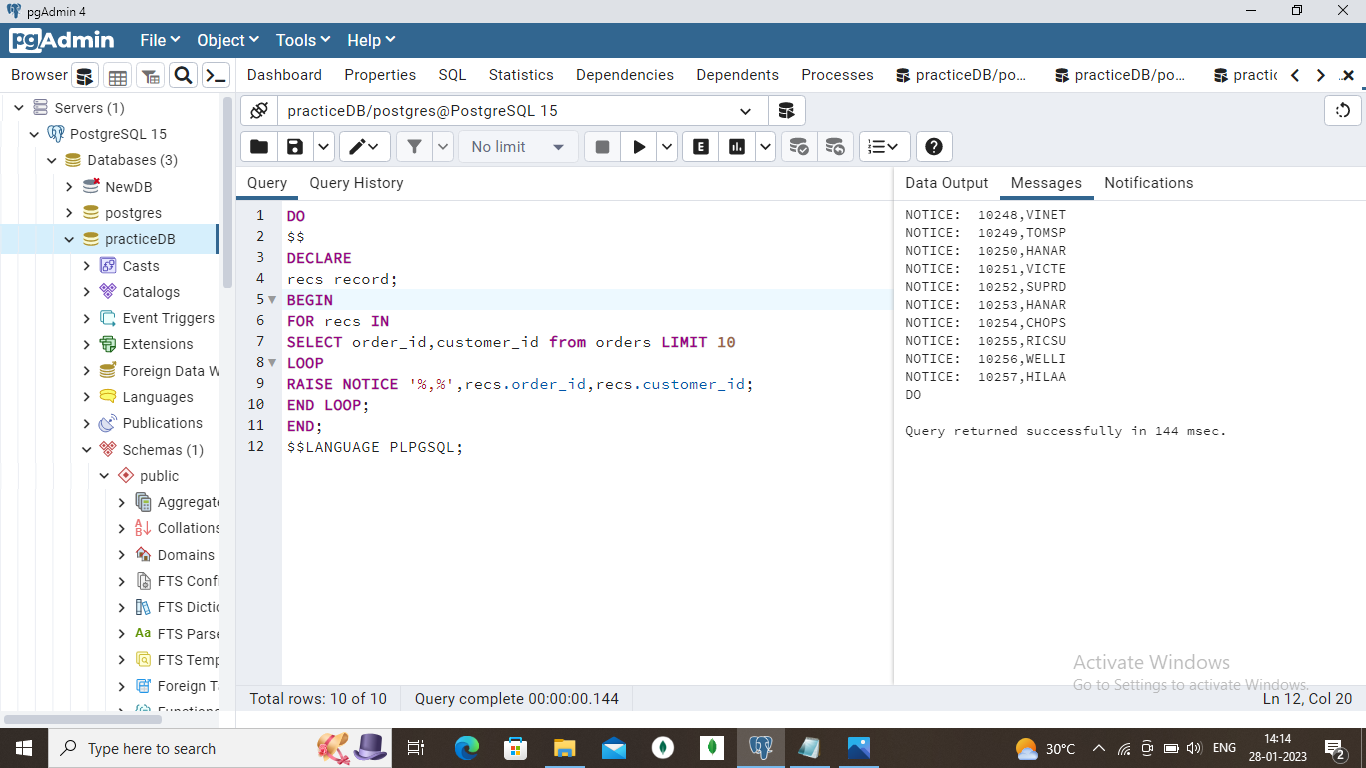 pgAdmin 4
pgAdmin File Object Tools Help
Browser Dashboard Properties SQL Statistics Dependencies Dependents Processes practiceDB/po... practiceDB/po... practic
Servers (1)
PostgreSQL 15
Databases (3)
NewDB
postgres
practiceDB
Casts
Catalogs
Event Triggers
Extensions
Foreign Data W
Languages
Publications
Schemas (1)
public
Aggregate
Collations
Domains
FTS Confi
FTS Dictio
Aa FTS Parse
FTS Temp
Foreign T
Functions
practiceDB/postgres@PostgreSQL 15
No limit E
Query Query History
1 DO
2 $$
3 DECLARE
4 recs record;
5 BEGIN
6 FOR recs IN
7 SELECT order_id,customer_id from orders LIMIT 10
8 LOOP
9 RAISE NOTICE '%,%',recs.order_id,recs.customer_id;
10 END LOOP;
11 END;
12 $$LANGUAGE PLPGSQL;
Data Output Messages Notifications
NOTICE: 10248,VINET
NOTICE: 10249,TOMSP
NOTICE: 10250,HANAR
NOTICE: 10251,VICTE
NOTICE: 10252,SUPRD
NOTICE: 10253,HANAR
NOTICE: 10254,CHOPS
NOTICE: 10255,RICSU
NOTICE: 10256,WELLI
NOTICE: 10257,HILAA
DO
Query returned successfully in 144 msec.
Activate Windows
Go to Settings to activate Windows.
Total rows: 10 of 10 Query complete 00:00:00.144 Ln 12, Col 20
Type here to search 30°C ENG 14:14
28-01-2023 2